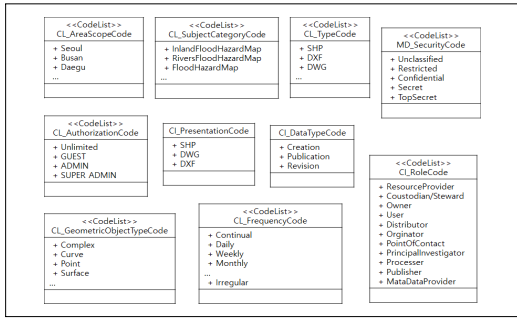 <<CodeList>>
CL_AreaScopeCode
+ Seoul
+ Busan
+ Daegu
...
<<CodeList>>
CL_SubjectCategoryCode
+ InlandFloodHazardMap
+ RiversFloodHazardMap
+ FloodHazardMap
...
<<CodeList>>
CL_TypeCode
+ SHP
+ DXF
+ DWG
...
<<CodeList>>
MD_SecurityCode
+ Unclassified
+ Restricted
+ Confidential
+ Secret
+ TopSecret
<<CodeList>>
CL_AuthorizationCode
+ Unlimited
+ GUEST
+ ADMIN
+ SUPER ADMIN
CI_PresentationCode
+ SHP
+ DWG
+ DXF
CI_DataTypeCode
+ Creation
+ Publication
+ Revision
<<CodeList>>
CI_RoleCode
+ ResourceProvider
+ Coustodian/Steward
+ Owner
+ User
+ Distributor
+ Orginator
+ PointOfContact
+ PrincipalInvestigator
+ Processer
+ Publisher
+ MataDataProvider
<<CodeList>>
CL_GeometricObjectTypeCode
+ Complex
+ Curve
+ Point
+ Surface
...
<<CodeList>>
CL_FrequencyCode
+ Continual
+ Daily
+ Weekly
+ Monthly
...
+ Irregular